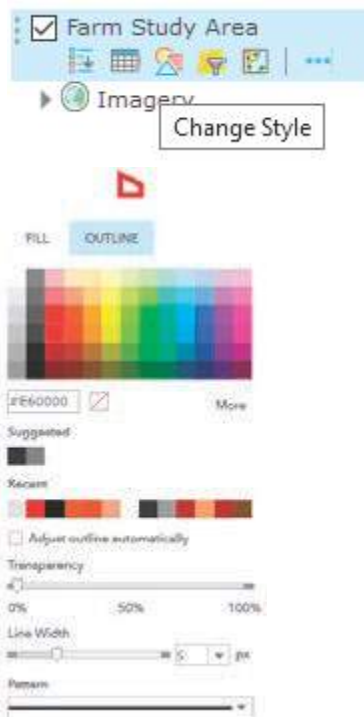 Farm Study Area
Imagery
Change Style
FILL OUTLINE
#E60000 More
Suggested
Recent
Adjust outline automatically
Transparency
0% 50% 100%
Line Width
5 px
Pattern